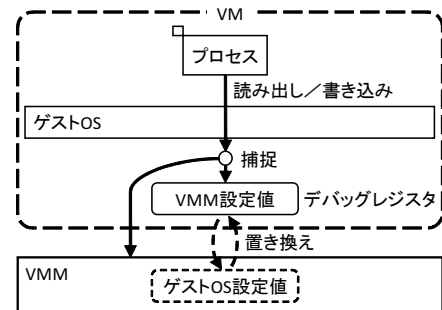 VM
プロセス
読み出し／書き込み
ゲストOS
捕捉
VMM設定値
デバッグレジスタ
置き換え
VMM
ゲストOS設定値